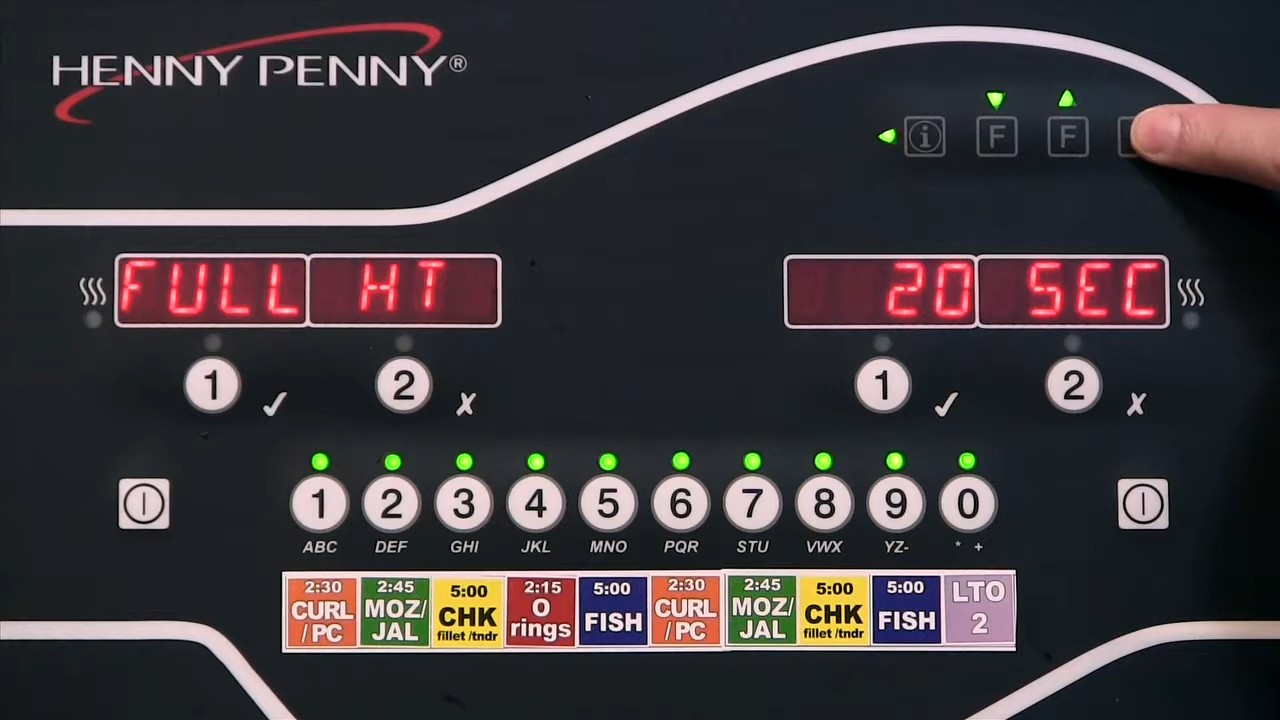 HENNY PENNY®
i F F
FULL HT 20 SEC
1 ✓ 2 ✗ 1 ✓ 2 ✗
1 2 3 4 5 6 7 8 9 0
ABC DEF GHI JKL MNO PQR STU VWX YZ- * +
2:30 2:45 5:00 2:15 5:00 2:30 2:45 5:00 5:00 LTO
CURL MOZ/ CHK O FISH CURL MOZ/ CHK FISH 2
/PC JAL fillet /tndr rings /PC JAL fillet /tndr